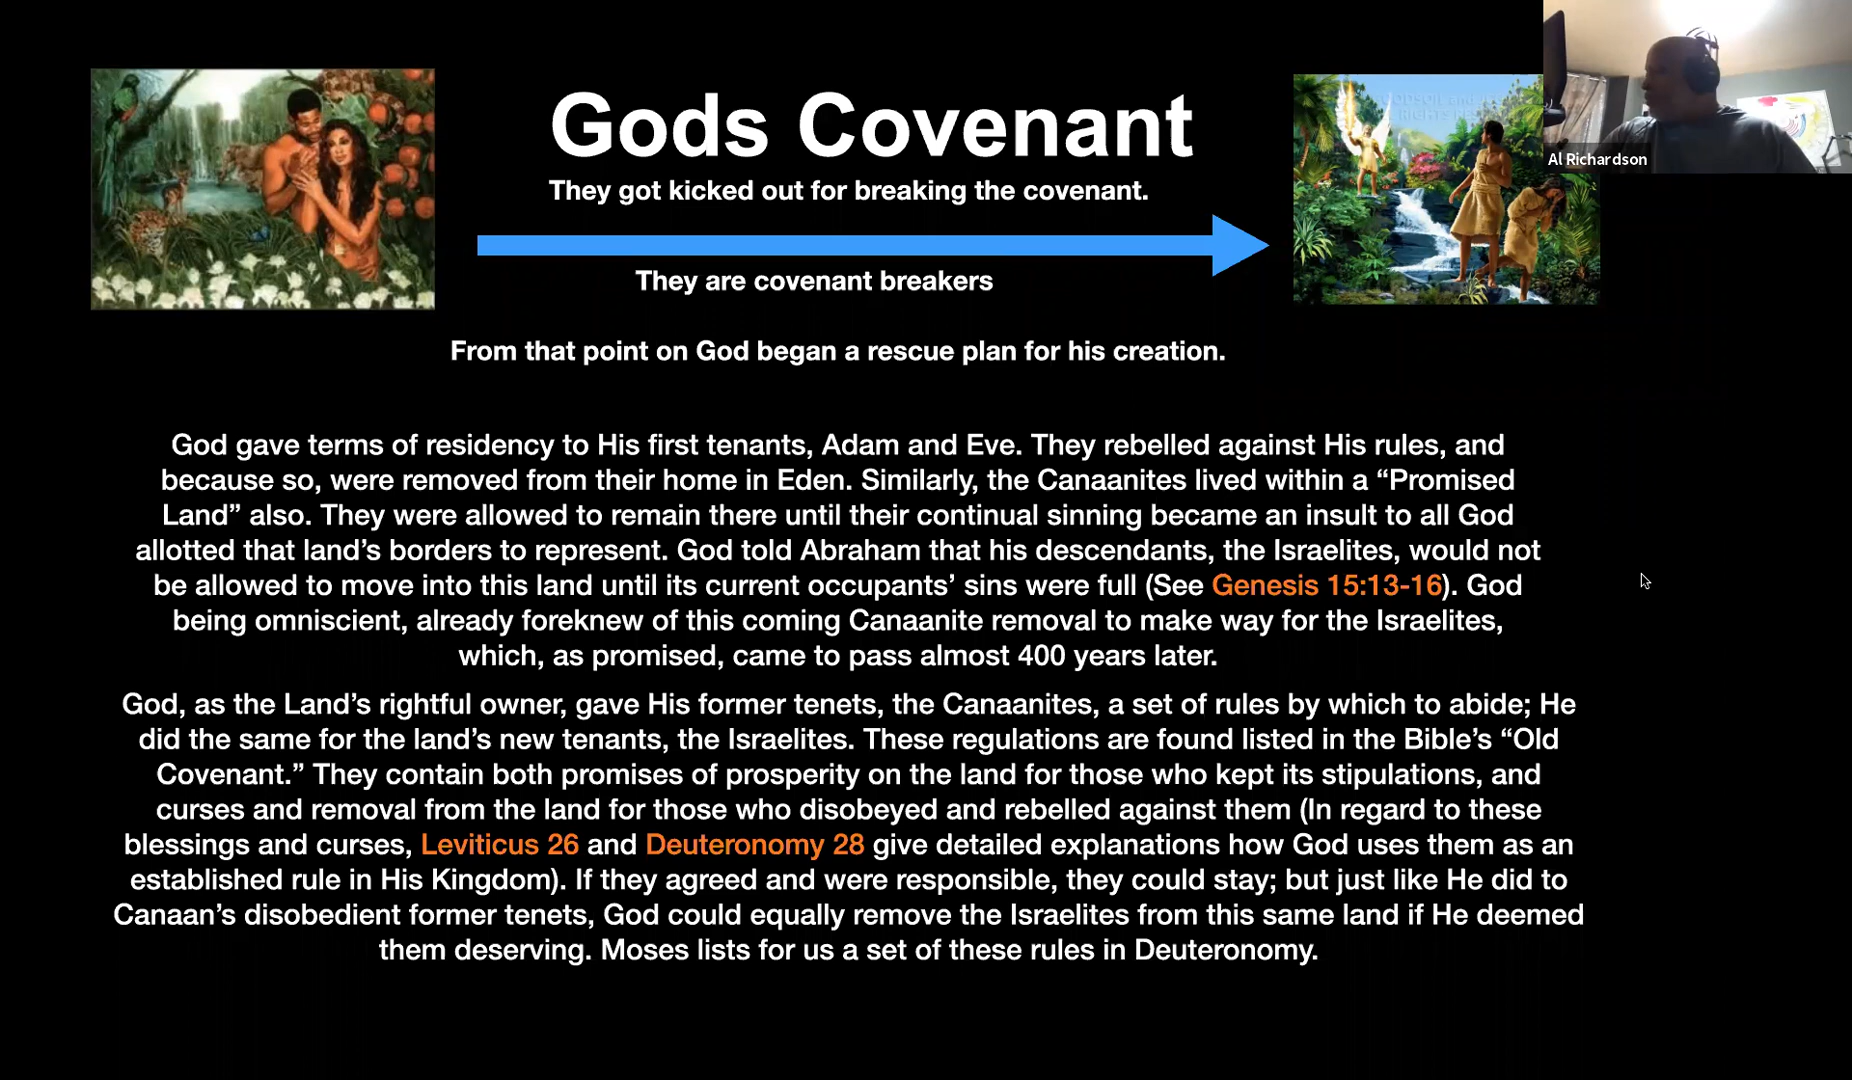 Gods Covenant
They got kicked out for breaking the covenant.
They are covenant breakers
From that point on God began a rescue plan for his creation.
Al Richardson
God gave terms of residency to His first tenants, Adam and Eve. They rebelled against His rules, and
because so, were removed from their home in Eden. Similarly, the Canaanites lived within a “Promised
Land” also. They were allowed to remain there until their continual sinning became an insult to all God
allotted that land’s borders to represent. God told Abraham that his descendants, the Israelites, would not
be allowed to move into this land until its current occupants’ sins were full (See Genesis 15:13-16). God
being omniscient, already foreknew of this coming Canaanite removal to make way for the Israelites,
which, as promised, came to pass almost 400 years later.
God, as the Land’s rightful owner, gave His former tenets, the Canaanites, a set of rules by which to abide; He
did the same for the land’s new tenants, the Israelites. These regulations are found listed in the Bible’s “Old
Covenant.” They contain both promises of prosperity on the land for those who kept its stipulations, and
curses and removal from the land for those who disobeyed and rebelled against them (In regard to these
blessings and curses, Leviticus 26 and Deuteronomy 28 give detailed explanations how God uses them as an
established rule in His Kingdom). If they agreed and were responsible, they could stay; but just like He did to
Canaan’s disobedient former tenets, God could equally remove the Israelites from this same land if He deemed
them deserving. Moses lists for us a set of these rules in Deuteronomy.